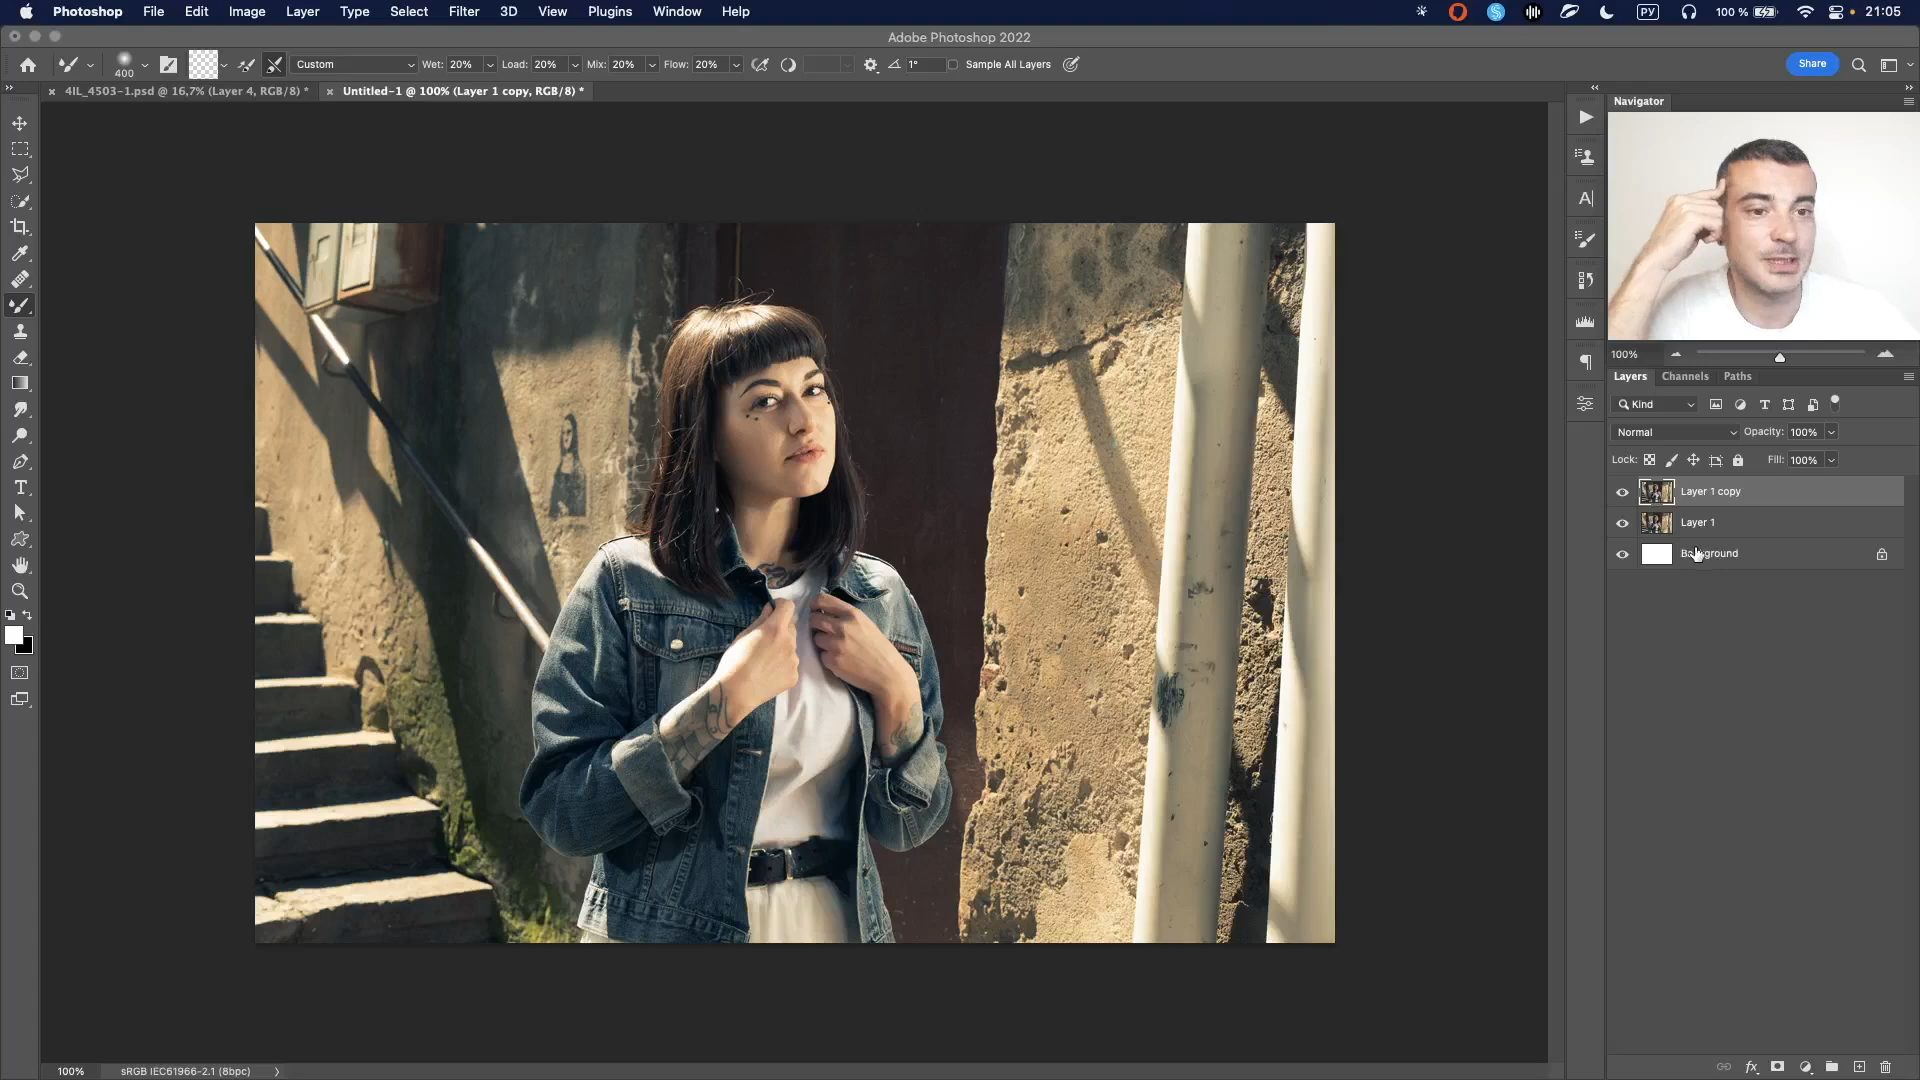 Photoshop File Edit Image Layer Type Select Filter 3D View Plugins Window Help РУ 100 % 21:05
Adobe Photoshop 2022
400 Custom Wet: 20% Load: 20% Mix: 20% Flow: 20% 1° Sample All Layers Share
4IL_4503-1.psd @ 16,7% (Layer 4, RGB/8) * Untitled-1 @ 100% (Layer 1 copy, RGB/8) *
Navigator
100%
Layers Channels Paths
Kind
Normal Opacity: 100%
Lock: Fill: 100%
Layer 1 copy
Layer 1
Background
fx
100% sRGB IEC61966-2.1 (8bpc)